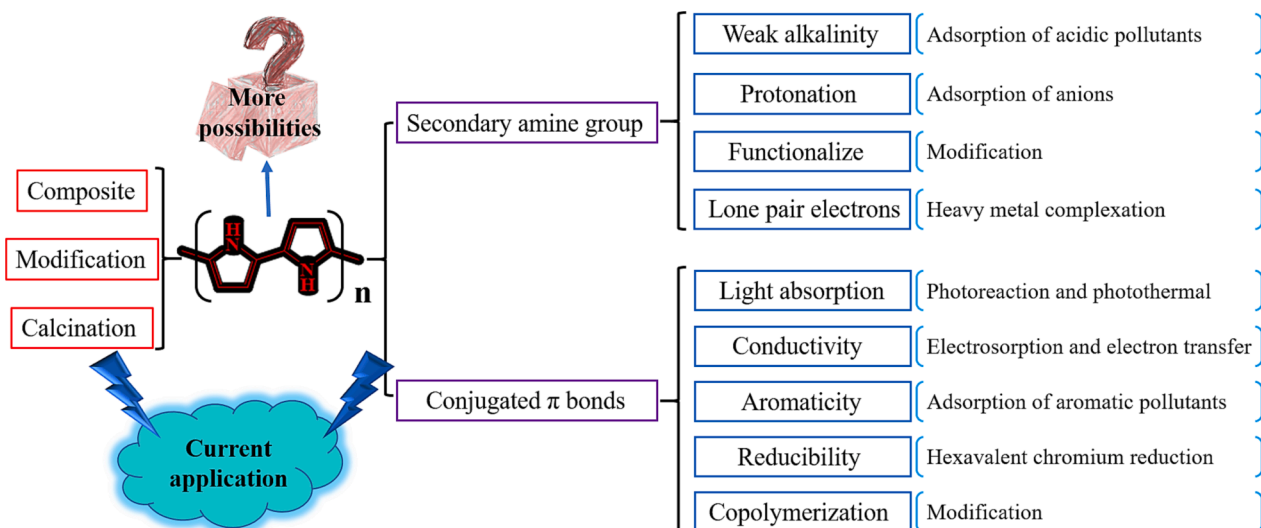 More
possibilities
Composite
Modification
Calcination
H
N
N
H
n
Current
application
Secondary amine group
Conjugated π bonds
Weak alkalinity
Adsorption of acidic pollutants
Protonation
Adsorption of anions
Functionalize
Modification
Lone pair electrons
Heavy metal complexation
Light absorption
Photoreaction and photothermal
Conductivity
Electrosorption and electron transfer
Aromaticity
Adsorption of aromatic pollutants
Reducibility
Hexavalent chromium reduction
Copolymerization
Modification